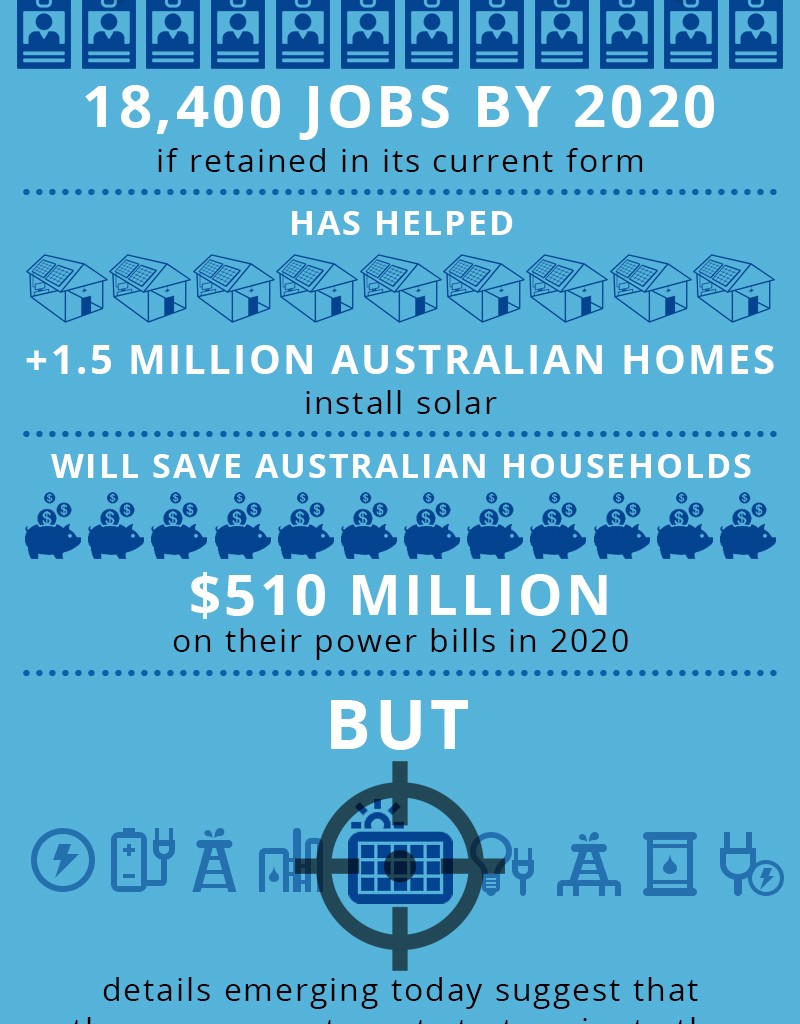 18,400 JOBS BY 2020
if retained in its current form
HAS HELPED
+1.5 MILLION AUSTRALIAN HOMES
install solar
WILL SAVE AUSTRALIAN HOUSEHOLDS
$510 MILLION
on their power bills in 2020
BUT
details emerging today suggest that